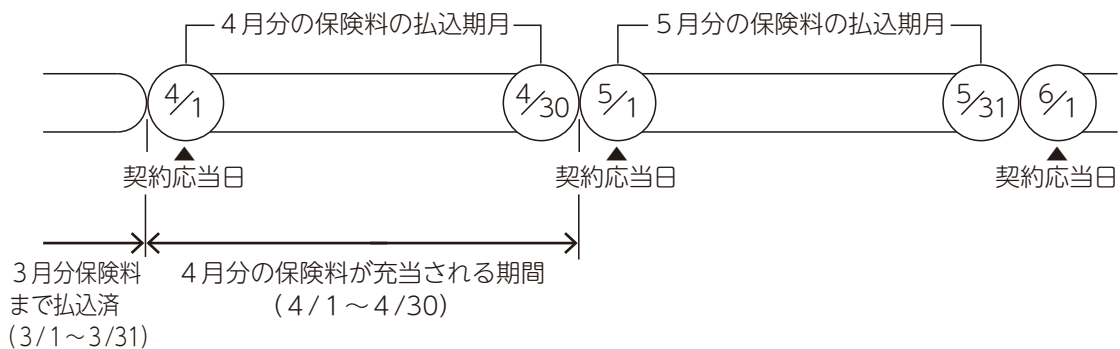 4月分の保険料の払込期月
5月分の保険料の払込期月
4/1
4/30
5/1
5/31
6/1
契約応当日
契約応当日
契約応当日
3月分保険料
まで払込済
(3/1~3/31)
4月分の保険料が充当される期間
(4/1~4/30)